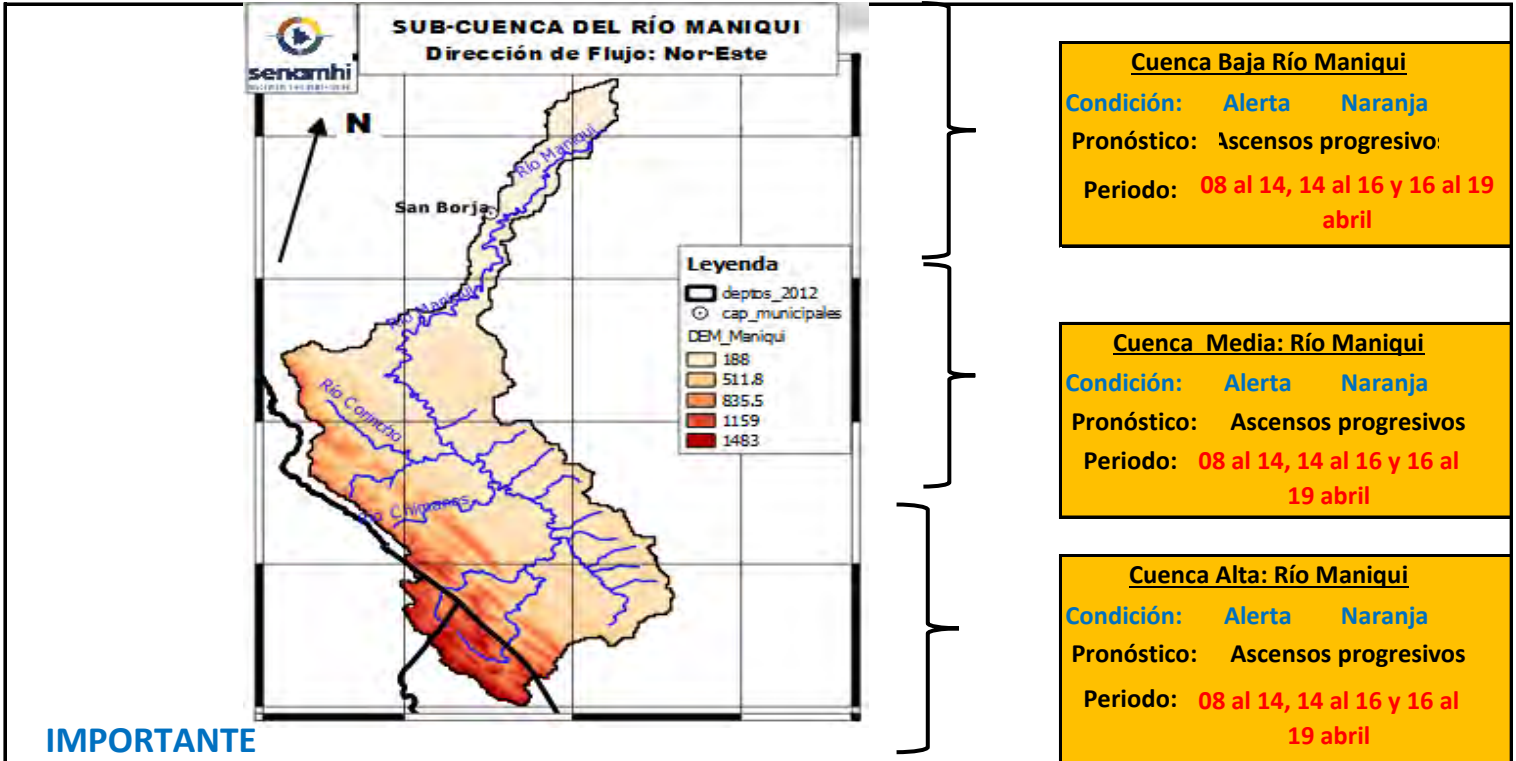 SUB-CUENCA DEL RÍO MANIQUI
Dirección de Flujo: Nor-Este
senamhi
N
Río Maniqui
San Borja
Río Maniqui
Río Corincho
Río Chimanes
Leyenda
deptos_2012
cap_municipales
DEM_Maniqui
188
511.8
835.5
1159
1483
Cuenca Baja Río Maniqui
Condición: Alerta Naranja
Pronóstico: Ascensos progresivos
Periodo: 08 al 14, 14 al 16 y 16 al 19
abril
Cuenca Media: Río Maniqui
Condición: Alerta Naranja
Pronóstico: Ascensos progresivos
Periodo: 08 al 14, 14 al 16 y 16 al
19 abril
Cuenca Alta: Río Maniqui
Condición: Alerta Naranja
Pronóstico: Ascensos progresivos
Periodo: 08 al 14, 14 al 16 y 16 al
19 abril
IMPORTANTE